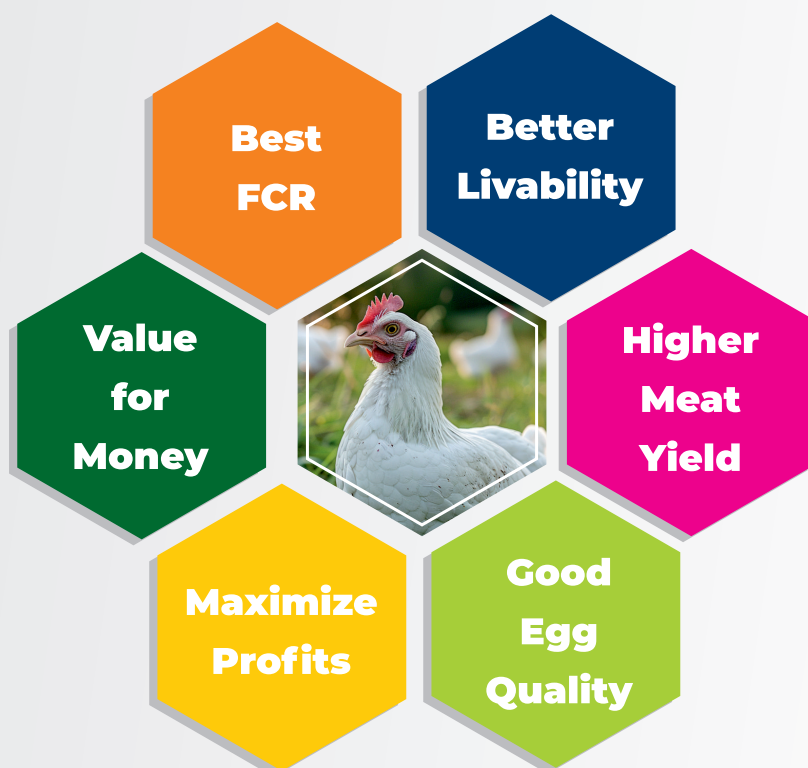 Best
FCR
Better
Livability
Value
for
Money
Higher
Meat
Yield
Maximize
Profits
Good
Egg
Quality